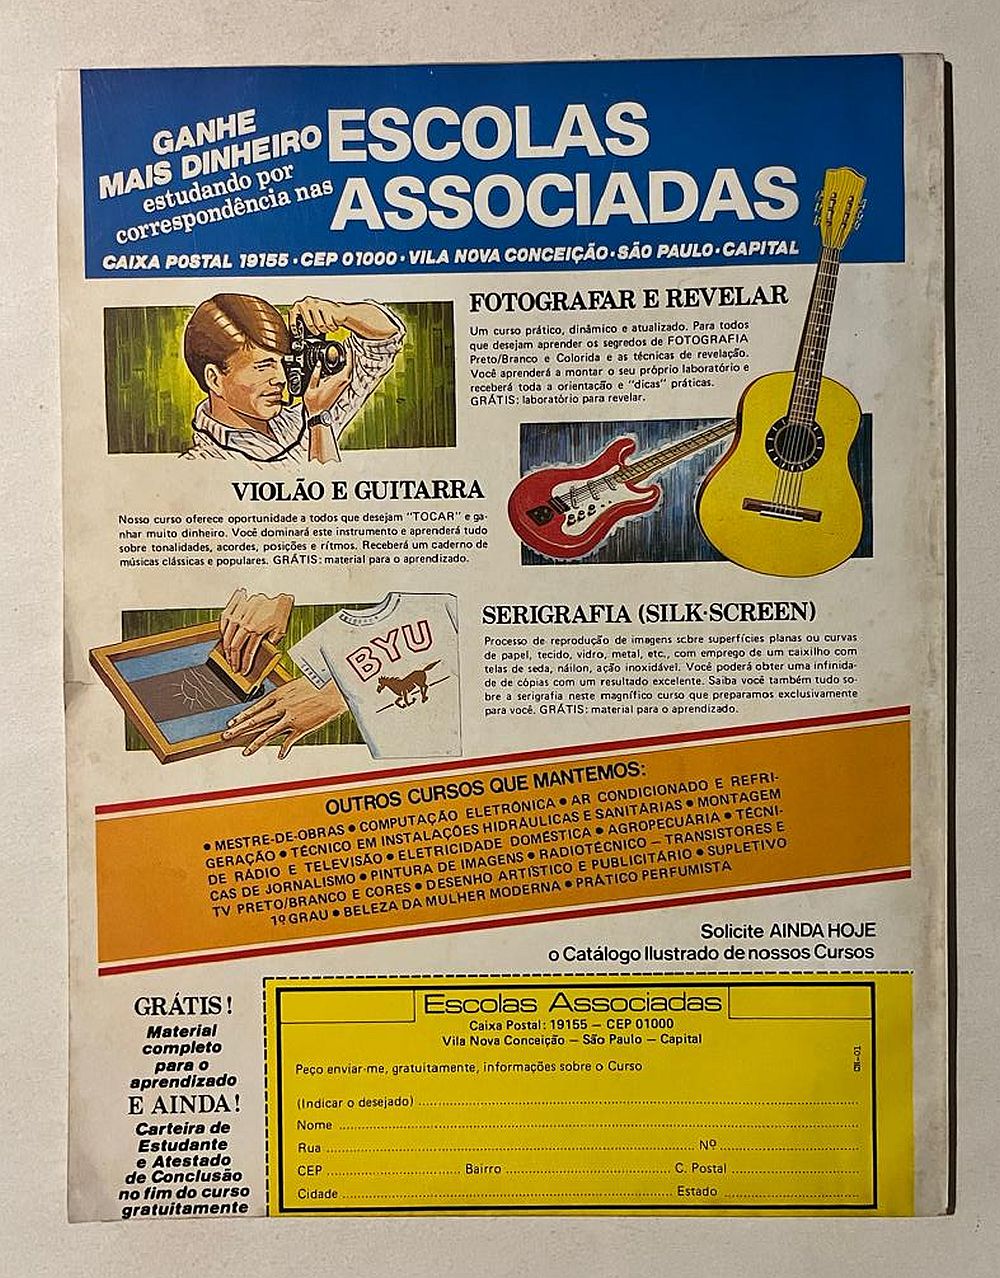 GANHE
MAIS DINHEIRO
estudando por
correspondência nas
ESCOLAS
ASSOCIADAS
CAIXA POSTAL 19155 · CEP 01000 · VILA NOVA CONCEIÇÃO · SÃO PAULO · CAPITAL
FOTOGRAFAR E REVELAR
Um curso prático, dinâmico e atualizado. Para todos
que desejam aprender os segredos de FOTOGRAFIA
Preto/Branco e Colorida e as técnicas de revelação.
Você aprenderá a montar o seu próprio laboratório e
receberá toda a orientação e "dicas" práticas.
GRÁTIS: laboratório para revelar.
VIOLÃO E GUITARRA
Nosso curso oferece oportunidade a todos que desejam "TOCAR" e ga-
nhar muito dinheiro. Você dominará este instrumento e aprenderá tudo
sobre tonalidades, acordes, posições e rítmos. Receberá um caderno de
músicas clássicas e populares. GRÁTIS: material para o aprendizado.
BYU
SERIGRAFIA (SILK-SCREEN)
Processo de reprodução de imagens sobre superfícies planas ou curvas
de papel, tecido, vidro, metal, etc., com emprego de um caixilho com
telas de seda, náilon, ação inoxidável. Você poderá obter uma infinida-
de de cópias com um resultado excelente. Saiba você também tudo so-
bre a serigrafia neste magnífico curso que preparamos exclusivamente
para você. GRÁTIS: material para o aprendizado.
OUTROS CURSOS QUE MANTEMOS:
• MESTRE-DE-OBRAS • COMPUTAÇÃO ELETRÔNICA • AR CONDICIONADO E REFRI-
GERAÇÃO • TÉCNICO EM INSTALAÇÕES HIDRÁULICAS E SANITÁRIAS • MONTAGEM
DE RÁDIO E TELEVISÃO • ELETRICIDADE DOMÉSTICA • AGROPECUÁRIA • TÉCNI-
CAS DE JORNALISMO • PINTURA DE IMAGENS • RADIOTÉCNICO — TRANSISTORES E
TV PRETO/BRANCO E CORES • DESENHO ARTÍSTICO E PUBLICITÁRIO • SUPLETIVO
1º GRAU • BELEZA DA MULHER MODERNA • PRÁTICO PERFUMISTA
Solicite AINDA HOJE
o Catálogo Ilustrado de nossos Cursos
GRÁTIS!
Material
completo
para o
aprendizado
E AINDA!
Carteira de
Estudante
e Atestado
de Conclusão
no fim do curso
gratuitamente
Escolas Associadas
Caixa Postal: 19155 — CEP 01000
Vila Nova Conceição — São Paulo — Capital
Peço enviar-me, gratuitamente, informações sobre o Curso
(Indicar o desejado)
Nome
Rua Nº
CEP Bairro C. Postal
Cidade Estado